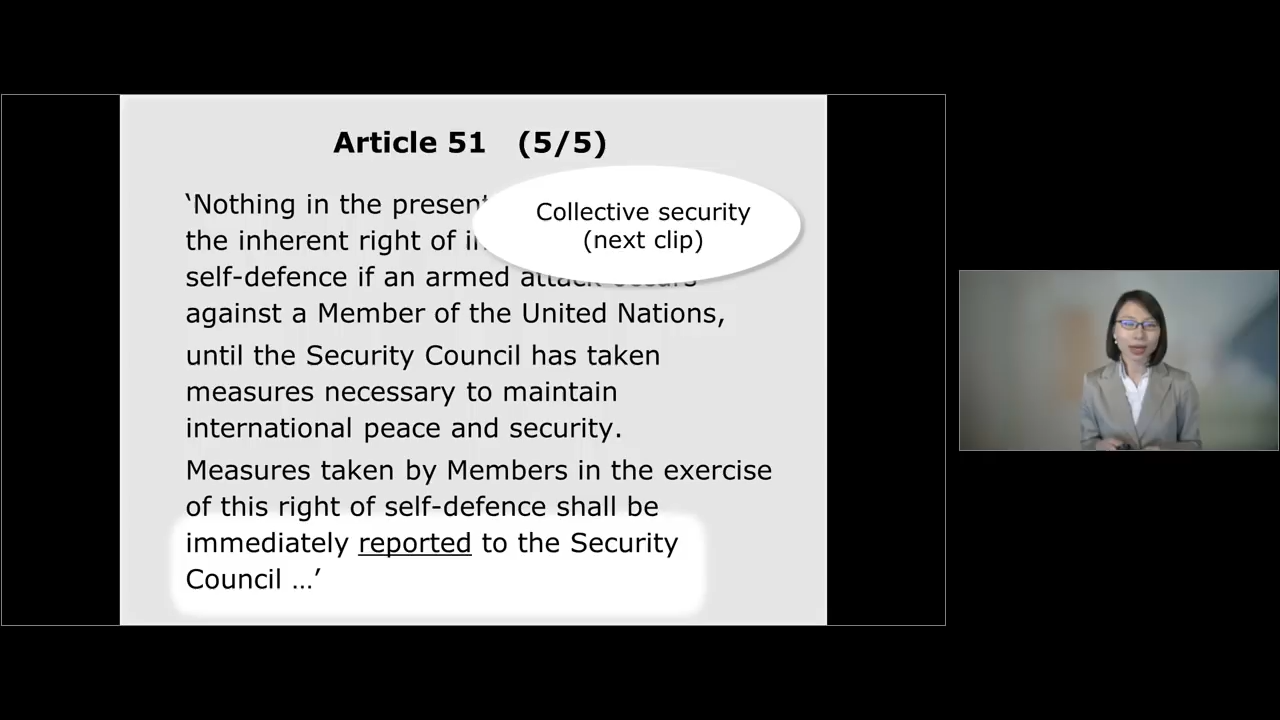 Article 51 (5/5)
‘Nothing in the present
Collective security
(next clip)
the inherent right of
self-defence if an armed attack occurs
against a Member of the United Nations,
until the Security Council has taken
measures necessary to maintain
international peace and security.
Measures taken by Members in the exercise
of this right of self-defence shall be
immediately reported to the Security
Council …’